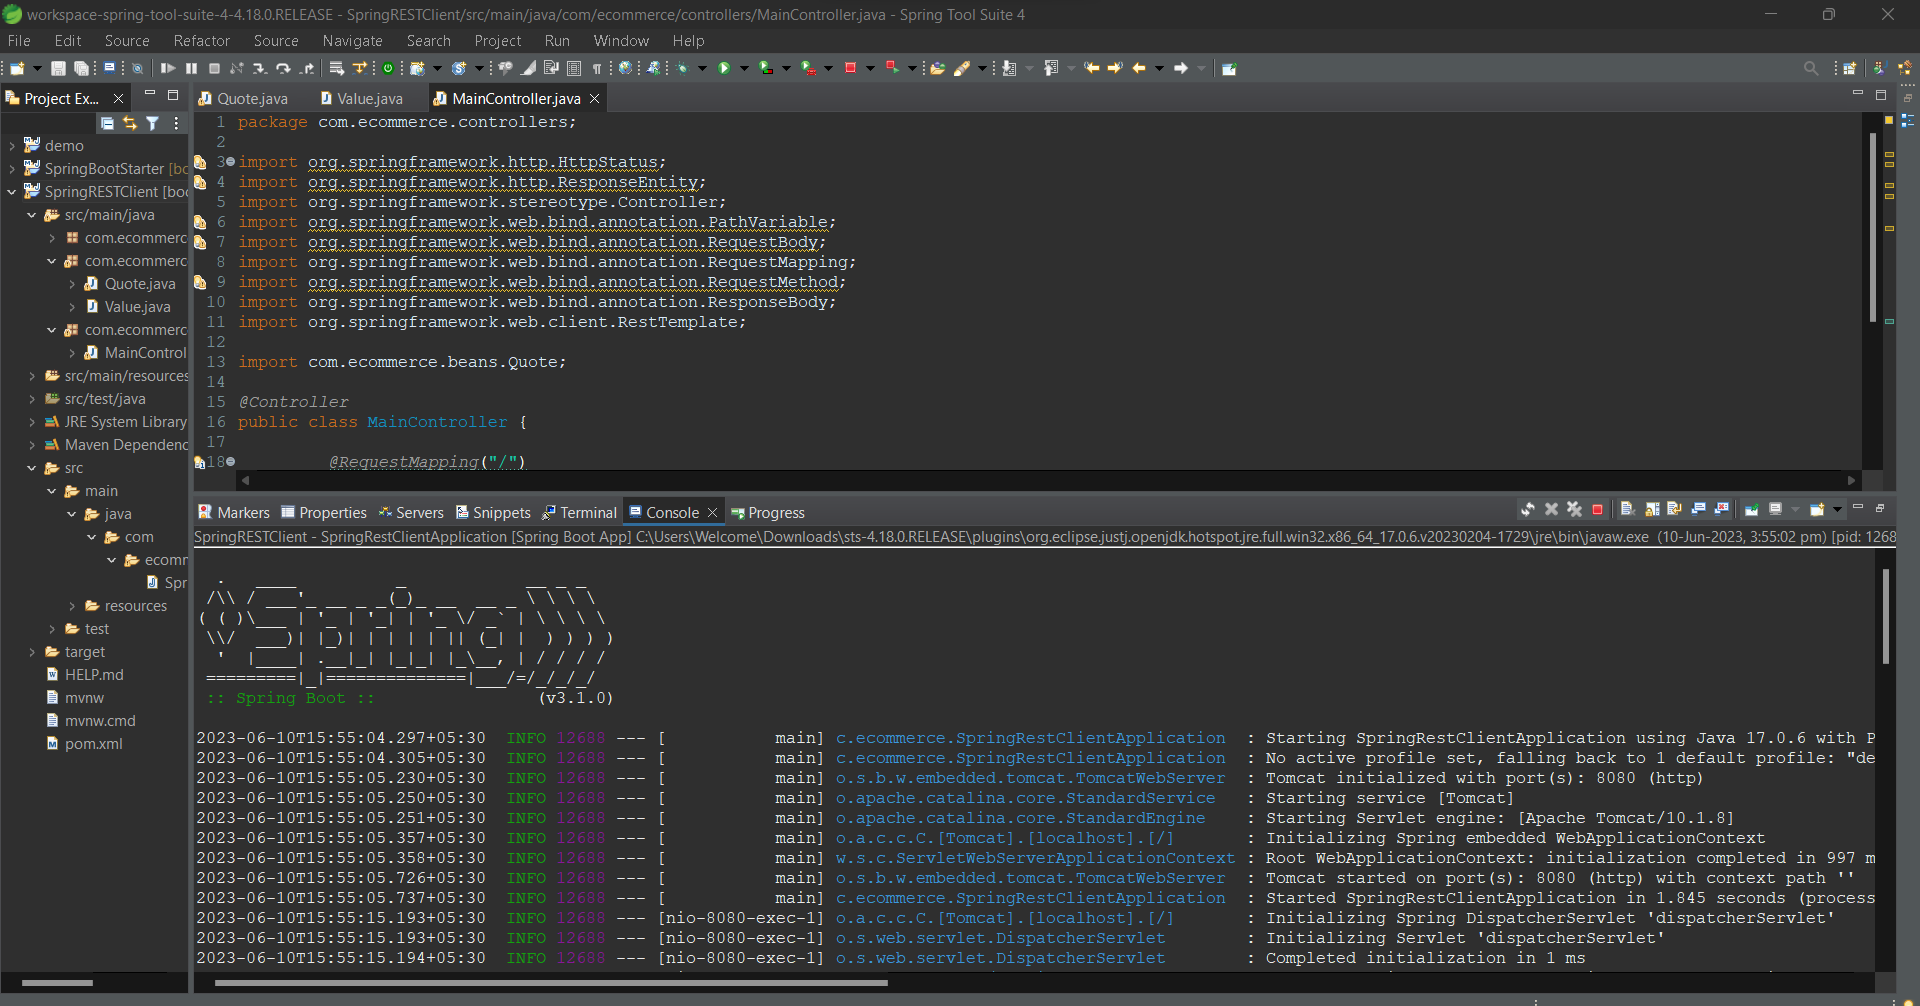 workspace-spring-tool-suite-4-4.18.0.RELEASE - SpringRESTClient/src/main/java/com/ecommerce/controllers/MainController.java - Spring Tool Suite 4
File Edit Source Refactor Source Navigate Search Project Run Window Help
Project Ex...
Quote.java Value.java MainController.java
demo
SpringBootStarter [bo
SpringRESTClient [boo
src/main/java
com.ecommerc
com.ecommerc
Quote.java
Value.java
com.ecommerc
MainControl
src/main/resources
src/test/java
JRE System Library
Maven Dependenc
src
main
java
com
ecomm
Spr
resources
test
target
HELP.md
mvnw
mvnw.cmd
pom.xml
1 package com.ecommerce.controllers;
2
3 import org.springframework.http.HttpStatus;
4 import org.springframework.http.ResponseEntity;
5 import org.springframework.stereotype.Controller;
6 import org.springframework.web.bind.annotation.PathVariable;
7 import org.springframework.web.bind.annotation.RequestBody;
8 import org.springframework.web.bind.annotation.RequestMapping;
9 import org.springframework.web.bind.annotation.RequestMethod;
10 import org.springframework.web.bind.annotation.ResponseBody;
11 import org.springframework.web.client.RestTemplate;
12
13 import com.ecommerce.beans.Quote;
14
15 @Controller
16 public class MainController {
17
18 @RequestMapping("/")
Markers Properties Servers Snippets Terminal Console Progress
SpringRESTClient - SpringRestClientApplication [Spring Boot App] C:\Users\Welcome\Downloads\sts-4.18.0.RELEASE\plugins\org.eclipse.justj.openjdk.hotspot.jre.full.win32.x86_64_17.0.6.v20230204-1729\jre\bin\javaw.exe (10-Jun-2023, 3:55:02 pm) [pid: 1268
Spring
:: Spring Boot :: (v3.1.0)
2023-06-10T15:55:04.297+05:30 INFO 12688 --- [ main] c.ecommerce.SpringRestClientApplication : Starting SpringRestClientApplication using Java 17.0.6 with P
2023-06-10T15:55:04.305+05:30 INFO 12688 --- [ main] c.ecommerce.SpringRestClientApplication : No active profile set, falling back to 1 default profile: "de
2023-06-10T15:55:05.230+05:30 INFO 12688 --- [ main] o.s.b.w.embedded.tomcat.TomcatWebServer : Tomcat initialized with port(s): 8080 (http)
2023-06-10T15:55:05.250+05:30 INFO 12688 --- [ main] o.apache.catalina.core.StandardService : Starting service [Tomcat]
2023-06-10T15:55:05.251+05:30 INFO 12688 --- [ main] o.apache.catalina.core.StandardEngine : Starting Servlet engine: [Apache Tomcat/10.1.8]
2023-06-10T15:55:05.357+05:30 INFO 12688 --- [ main] o.a.c.c.C.[Tomcat].[localhost].[/] : Initializing Spring embedded WebApplicationContext
2023-06-10T15:55:05.358+05:30 INFO 12688 --- [ main] w.s.c.ServletWebServerApplicationContext : Root WebApplicationContext: initialization completed in 997 m
2023-06-10T15:55:05.726+05:30 INFO 12688 --- [ main] o.s.b.w.embedded.tomcat.TomcatWebServer : Tomcat started on port(s): 8080 (http) with context path ''
2023-06-10T15:55:05.737+05:30 INFO 12688 --- [ main] c.ecommerce.SpringRestClientApplication : Started SpringRestClientApplication in 1.845 seconds (process
2023-06-10T15:55:15.193+05:30 INFO 12688 --- [nio-8080-exec-1] o.a.c.c.C.[Tomcat].[localhost].[/] : Initializing Spring DispatcherServlet 'dispatcherServlet'
2023-06-10T15:55:15.193+05:30 INFO 12688 --- [nio-8080-exec-1] o.s.web.servlet.DispatcherServlet : Initializing Servlet 'dispatcherServlet'
2023-06-10T15:55:15.194+05:30 INFO 12688 --- [nio-8080-exec-1] o.s.web.servlet.DispatcherServlet : Completed initialization in 1 ms